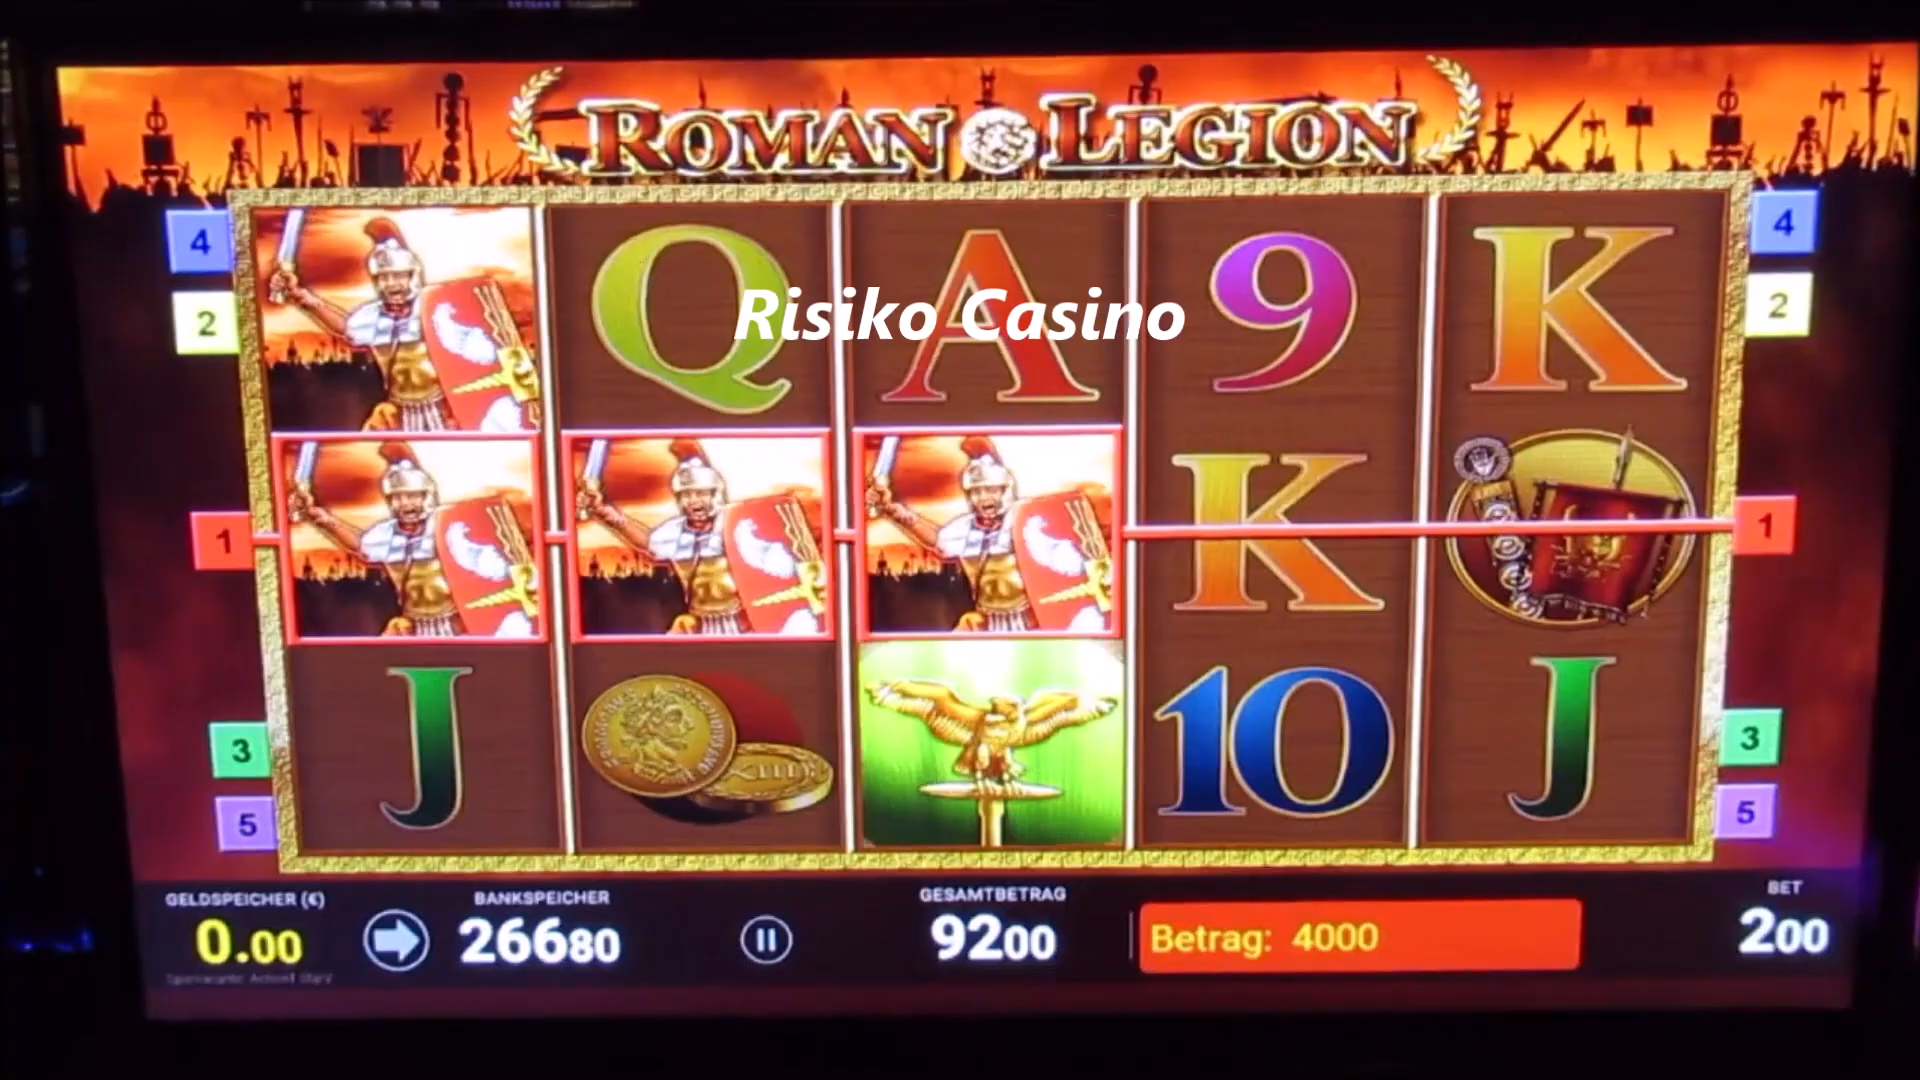 ROMAN LEGION
4 Q A 9 K 4
Risiko Casino
2 2
1 K 1
J XIII 10 J
3 3
5 5
GELDSPEICHER (€) BANKSPEICHER GESAMTBETRAG BET
0.00 26680 9200 Betrag: 4000 200